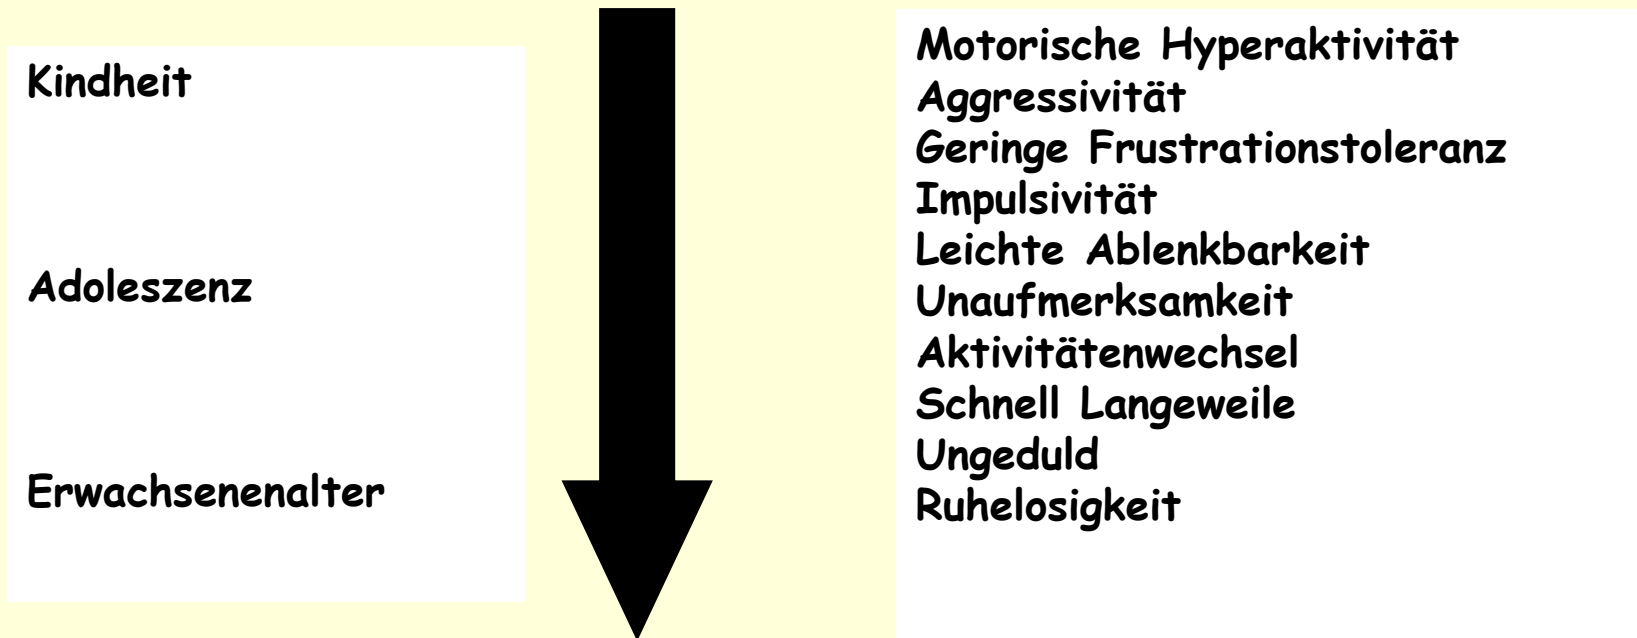 Kindheit
Adoleszenz
Erwachsenenalter
Motorische Hyperaktivität
Aggressivität
Geringe Frustrationstoleranz
Impulsivität
Leichte Ablenkbarkeit
Unaufmerksamkeit
Aktivitätenwechsel
Schnell Langeweile
Ungeduld
Ruhelosigkeit